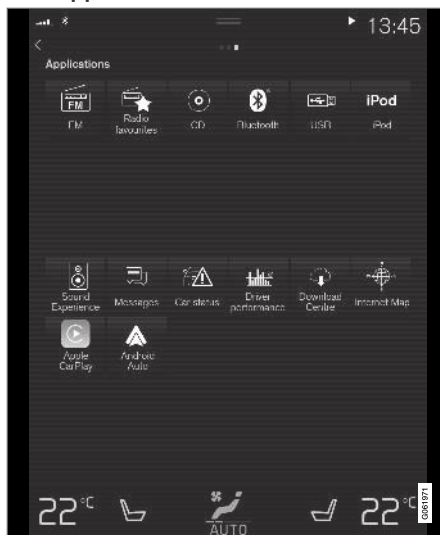 13:45
Applications
FM
iPod
FM
Radio
favourites
CD
Bluetooth
USB
iPod
Sound
Experience
Messages
Car status
Driver
performance
Download
Centre
Internet Map
Apple
CarPlay
Android
Auto
22°C
22°C
AUTO
G061971